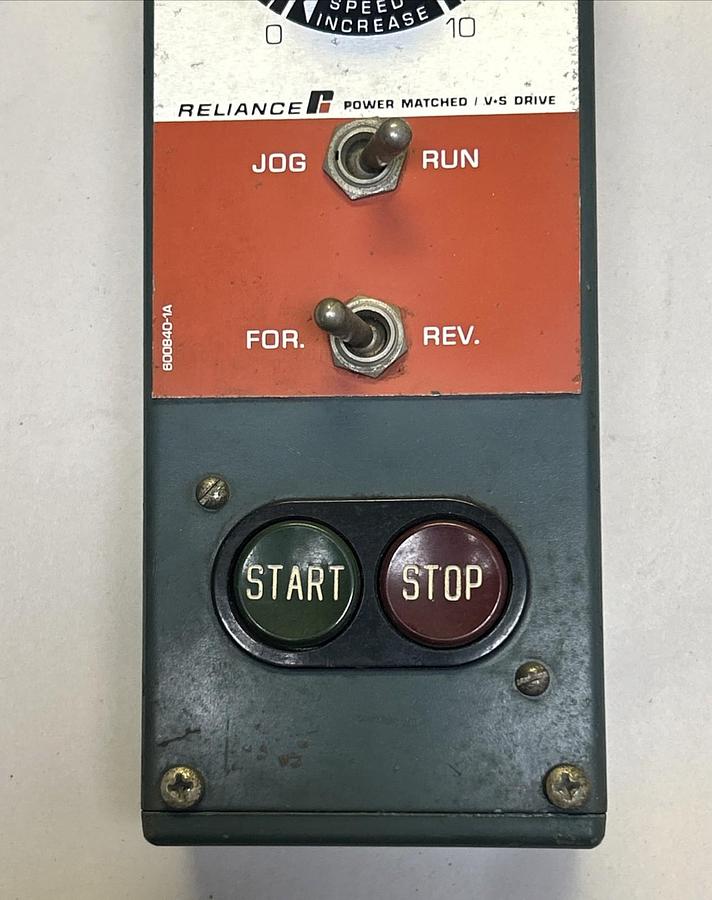 SPEED
INCREASE
0 10
RELIANCE POWER MATCHED / V•S DRIVE
JOG RUN
FOR. REV.
600840-1A
START STOP